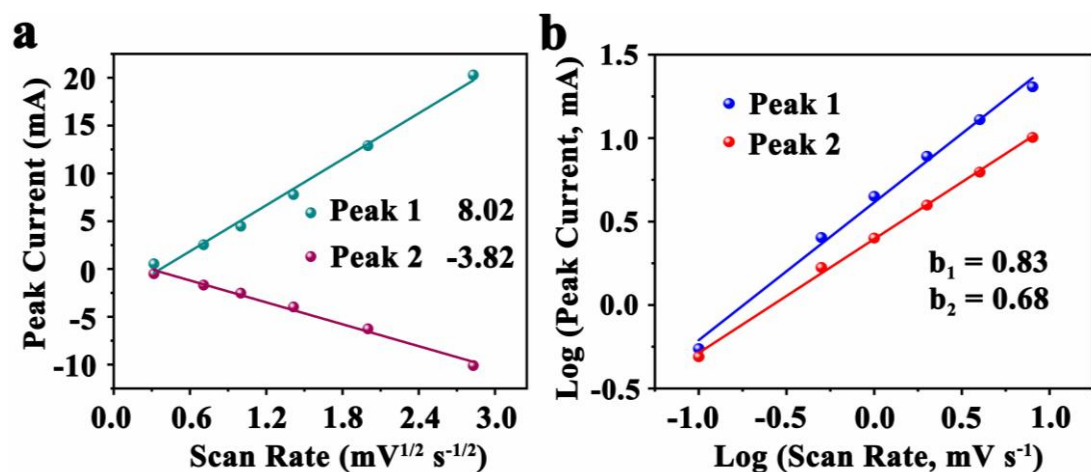 a
Peak Current (mA)
20
15
10
5
0
-5
-10
Peak 1 8.02
Peak 2 -3.82
0.0 0.6 1.2 1.8 2.4 3.0
Scan Rate (mV1/2 s-1/2)
b
Log (Peak Current, mA)
1.5
1.0
0.5
0.0
-0.5
Peak 1
Peak 2
b1 = 0.83
b2 = 0.68
-1.0 -0.5 0.0 0.5 1.0
Log (Scan Rate, mV s-1)